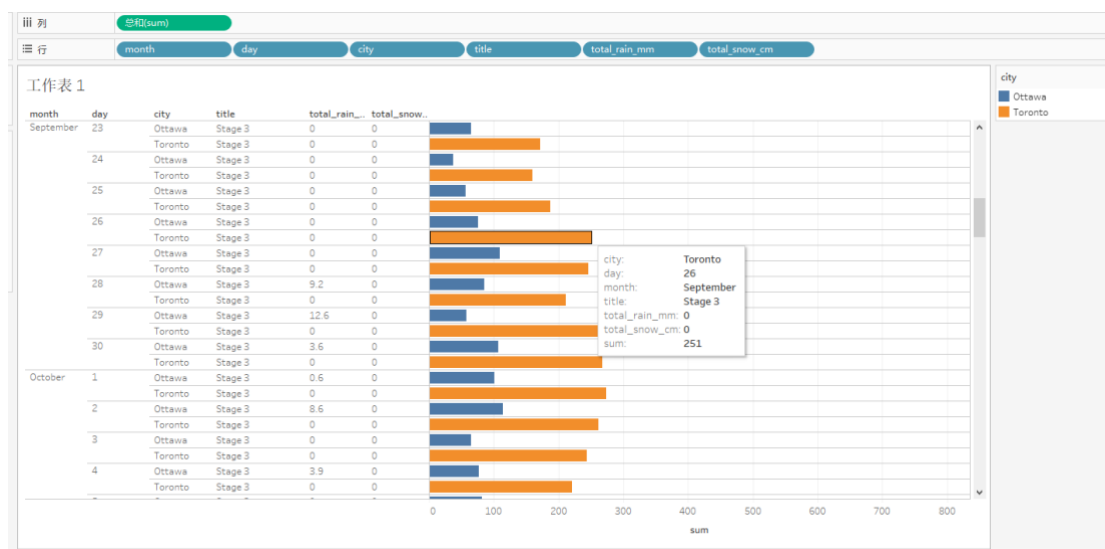 iii 列 总和(sum)
行 month day city title total_rain_mm total_snow_cm
工作表 1
month day city title total_rain_.. total_snow..
September 23 Ottawa Stage 3 0 0
Toronto Stage 3 0 0
24 Ottawa Stage 3 0 0
Toronto Stage 3 0 0
25 Ottawa Stage 3 0 0
Toronto Stage 3 0 0
26 Ottawa Stage 3 0 0
Toronto Stage 3 0 0
27 Ottawa Stage 3 0 0
Toronto Stage 3 0 0
28 Ottawa Stage 3 9.2 0
Toronto Stage 3 0 0
29 Ottawa Stage 3 12.6 0
Toronto Stage 3 0 0
30 Ottawa Stage 3 3.6 0
Toronto Stage 3 0 0
October 1 Ottawa Stage 3 0.6 0
Toronto Stage 3 0 0
2 Ottawa Stage 3 8.6 0
Toronto Stage 3 0 0
3 Ottawa Stage 3 0 0
Toronto Stage 3 0 0
4 Ottawa Stage 3 3.9 0
Toronto Stage 3 0 0
0 100 200 300 400 500 600 700 800
sum
city: Toronto
day: 26
month: September
title: Stage 3
total_rain_mm: 0
total_snow_cm: 0
sum: 251
city
Ottawa
Toronto